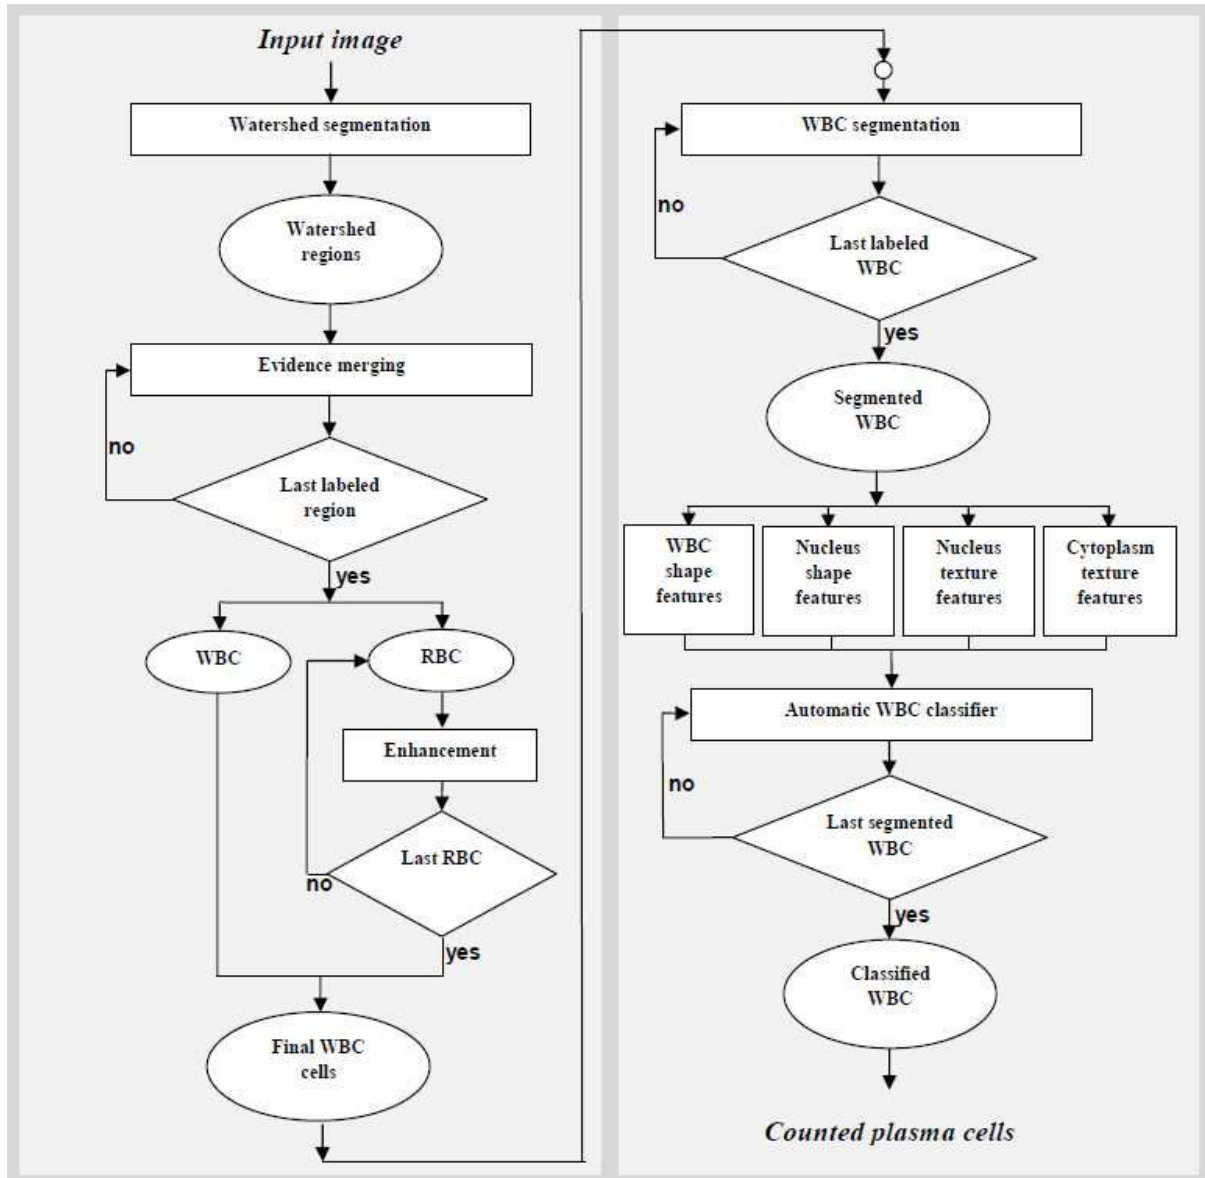 Input image
Watershed segmentation
Watershed
regions
Evidence merging
no
Last labeled
region
yes
WBC
RBC
Enhancement
Last RBC
no
yes
Final WBC
cells
WBC segmentation
no
Last labeled
WBC
yes
Segmented
WBC
WBC
shape
features
Nucleus
shape
features
Nucleus
texture
features
Cytoplasm
texture
features
Automatic WBC classifier
no
Last segmented
WBC
yes
Classified
WBC
Counted plasma cells